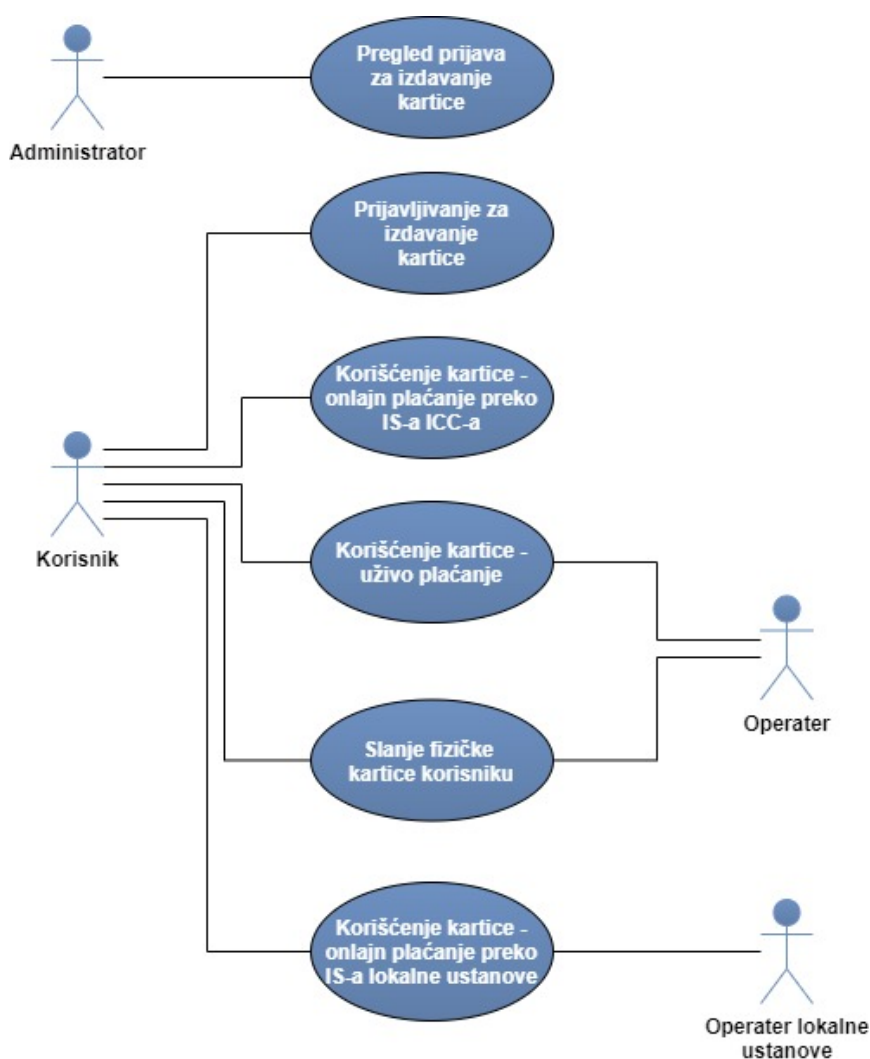 Pregled prijava
za izdavanje
kartice
Administrator
Prijavljivanje za
izdavanje
kartice
Korišćenje kartice -
onlajn plaćanje preko
IS-a ICC-a
Korisnik
Korišćenje kartice -
uživo plaćanje
Operater
Slanje fizičke
kartice korisniku
Korišćenje kartice -
onlajn plaćanje preko
IS-a lokalne ustanove
Operater lokalne
ustanove